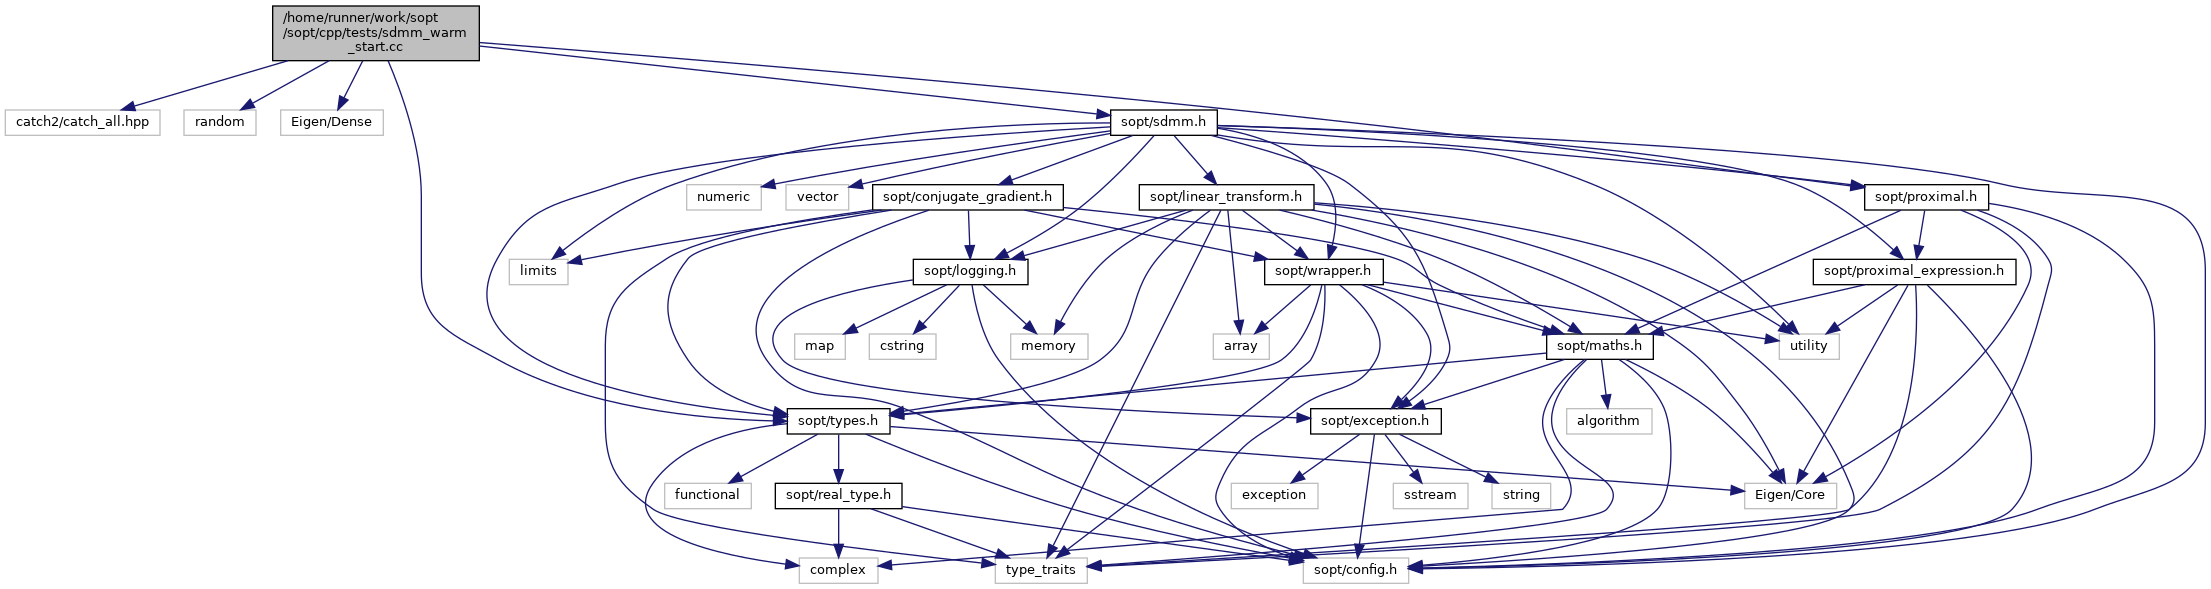 /home/runner/work/sopt
/sopt/cpp/tests/sdmm_warm
_start.cc
catch2/catch_all.hpp
random
Eigen/Dense
sopt/sdmm.h
numeric
vector
sopt/conjugate_gradient.h
sopt/linear_transform.h
sopt/proximal.h
limits
sopt/logging.h
sopt/wrapper.h
sopt/proximal_expression.h
map
cstring
memory
array
sopt/maths.h
utility
sopt/types.h
sopt/exception.h
algorithm
functional
sopt/real_type.h
exception
sstream
string
Eigen/Core
complex
type_traits
sopt/config.h